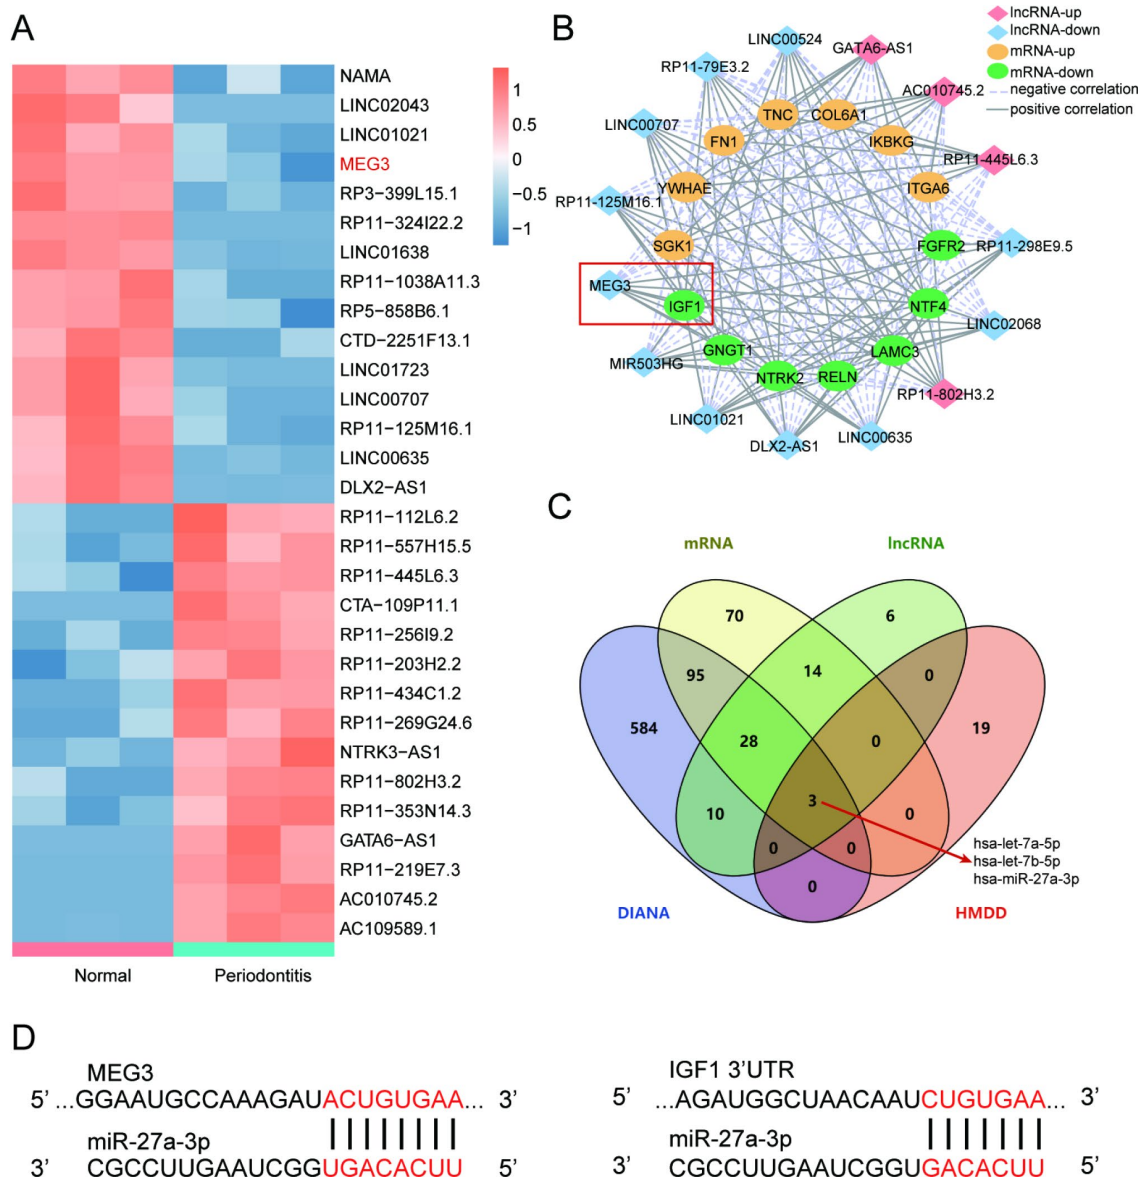 A
NAMA
LINC02043
LINC01021
MEG3
RP3-399L15.1
RP11-324I22.2
LINC01638
RP11-1038A11.3
RP5-858B6.1
CTD-2251F13.1
LINC01723
LINC00707
RP11-125M16.1
LINC00635
DLX2-AS1
RP11-112L6.2
RP11-557H15.5
RP11-445L6.3
CTA-109P11.1
RP11-256I9.2
RP11-203H2.2
RP11-434C1.2
RP11-269G24.6
NTRK3-AS1
RP11-802H3.2
RP11-353N14.3
GATA6-AS1
RP11-219E7.3
AC010745.2
AC109589.1
1
0.5
0
-0.5
-1
Normal
Periodontitis
B
lncRNA-up
lncRNA-down
mRNA-up
mRNA-down
negative correlation
positive correlation
LINC00524
GATA6-AS1
RP11-79E3.2
AC010745.2
LINC00707
TNC
COL6A1
FN1
IKBKG
RP11-445L6.3
YWHAE
ITGA6
RP11-125M16.1
SGK1
FGFR2
RP11-298E9.5
MEG3
IGF1
NTF4
LINC02068
GNGT1
LAMC3
MIR503HG
NTRK2
RELN
RP11-802H3.2
LINC01021
DLX2-AS1
LINC00635
C
mRNA
lncRNA
70
6
95
14
0
584
28
0
19
10
3
0
0
0
0
hsa-let-7a-5p
hsa-let-7b-5p
hsa-miR-27a-3p
DIANA
HMDD
D
MEG3
5’ ...GGAAUGCCAAAGAUACUGUGAA... 3’
miR-27a-3p
3’ CGCCUUGAAUCGGUGACACUU 5’
IGF1 3’UTR
5’ ...AGAUGGCUAACAAUCUGUGAA... 3’
miR-27a-3p
3’ CGCCUUGAAUCGGUGACACUU 5’